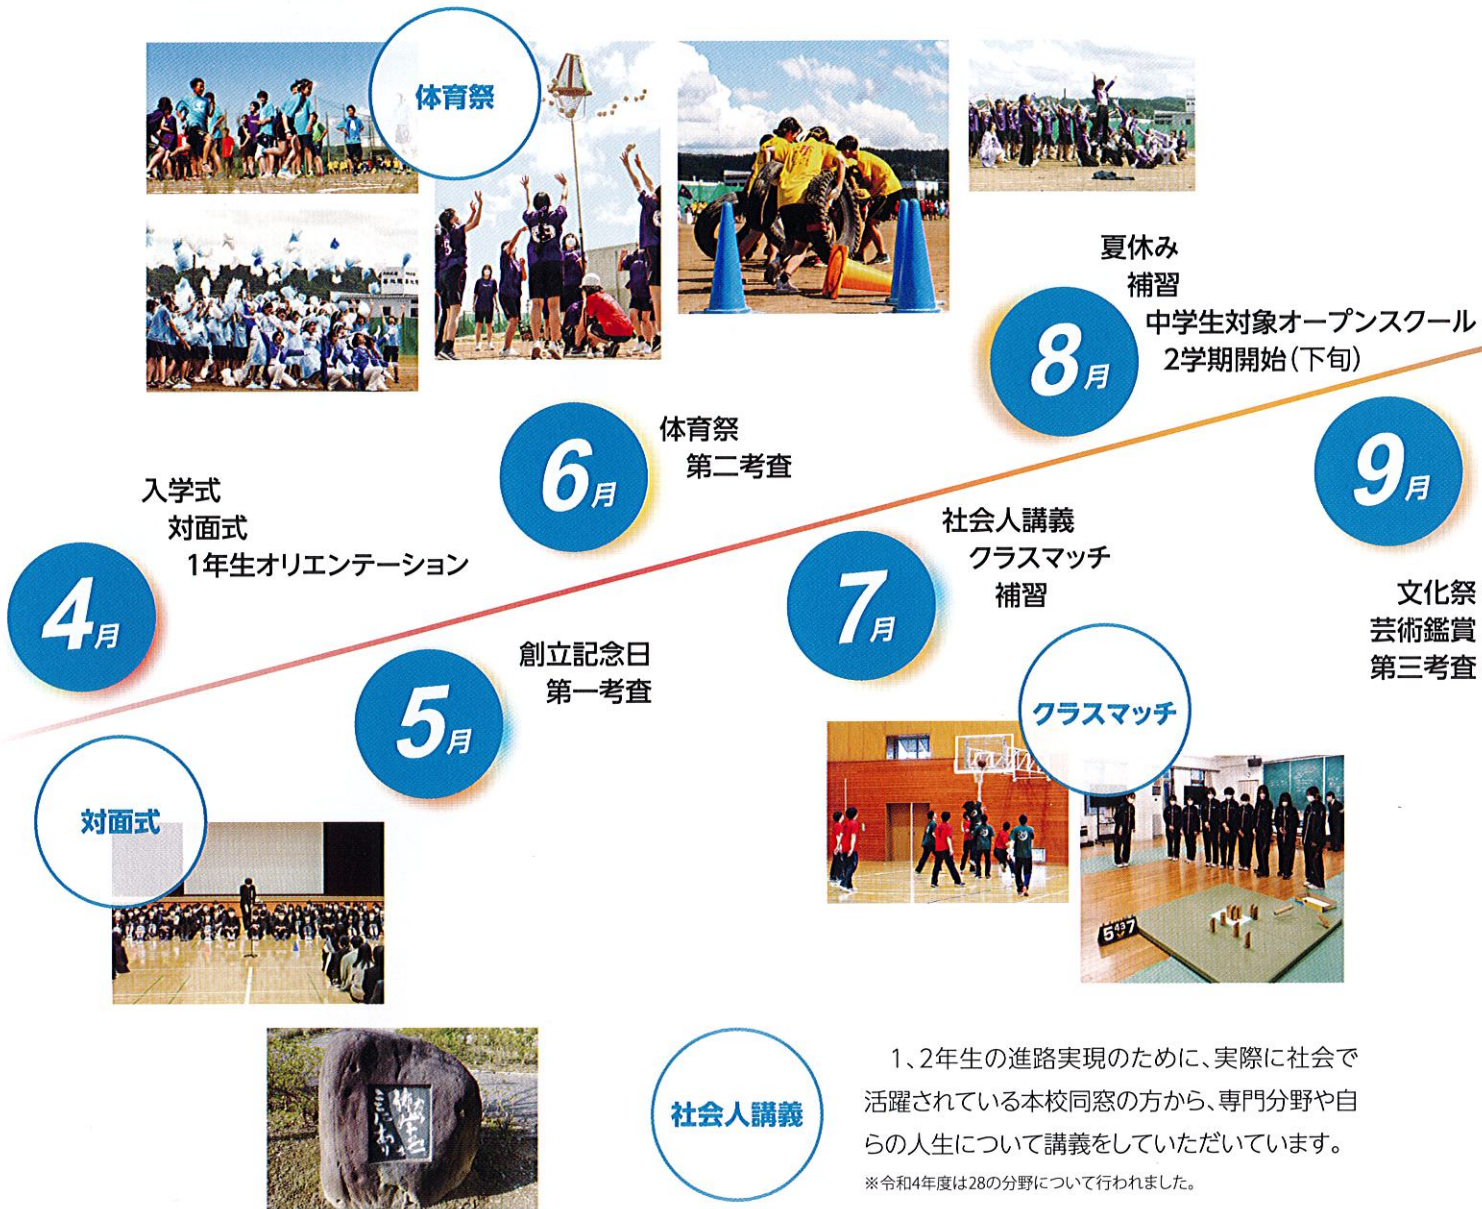 体育祭
夏休み
補習
中学生対象オープンスクール
2学期開始（下旬）
8月
6月
体育祭
第二考査
9月
入学式
対面式
1年生オリエンテーション
4月
社会人講義
クラスマッチ
補習
7月
文化祭
芸術鑑賞
第三考査
創立記念日
第一考査
5月
クラスマッチ
対面式
5 7
社会人講義
1、2年生の進路実現のために、実際に社会で
活躍されている本校同窓の方から、専門分野や自
らの人生について講義をしていただいています。
※令和4年度は28の分野について行われました。